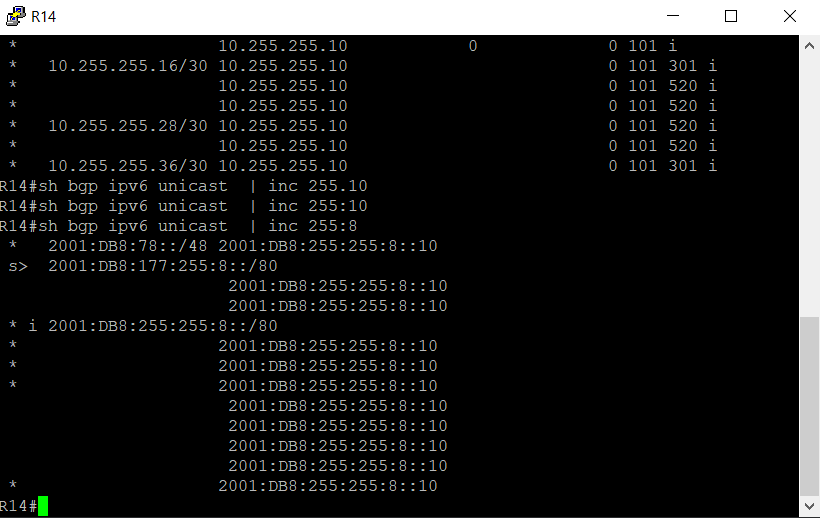 R14
 *                    10.255.255.10            0             0 101 i
 *   10.255.255.16/30 10.255.255.10                          0 101 301 i
 *                    10.255.255.10                          0 101 520 i
 *                    10.255.255.10                          0 101 520 i
 *   10.255.255.28/30 10.255.255.10                          0 101 520 i
 *                    10.255.255.10                          0 101 520 i
 *   10.255.255.36/30 10.255.255.10                          0 101 301 i
R14#sh bgp ipv6 unicast  | inc 255.10
R14#sh bgp ipv6 unicast  | inc 255:10
R14#sh bgp ipv6 unicast  | inc 255:8
 *   2001:DB8:78::/48 2001:DB8:255:255:8::10
 s>  2001:DB8:177:255:8::/80
                       2001:DB8:255:255:8::10
                       2001:DB8:255:255:8::10
 * i 2001:DB8:255:255:8::/80
 *                    2001:DB8:255:255:8::10
 *                    2001:DB8:255:255:8::10
 *                    2001:DB8:255:255:8::10
                       2001:DB8:255:255:8::10
                       2001:DB8:255:255:8::10
                       2001:DB8:255:255:8::10
                       2001:DB8:255:255:8::10
 *                    2001:DB8:255:255:8::10
R14#